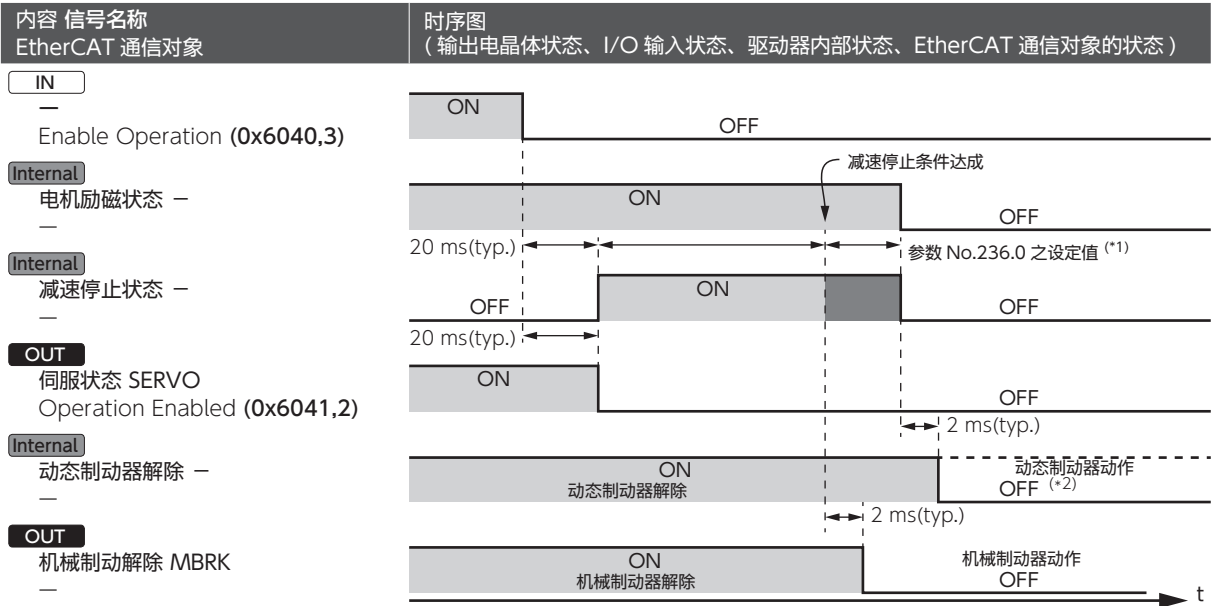 内容 信号名称
EtherCAT 通信对象
时序图
( 输出电晶体状态、I/O 输入状态、驱动器内部状态、EtherCAT 通信对象的状态 )
IN
—
Enable Operation (0x6040,3)
ON
OFF
Internal
电机励磁状态 －
—
减速停止条件达成
ON
OFF
20 ms(typ.)
参数 No.236.0 之设定值 (*1)
Internal
减速停止状态 －
—
OFF
ON
OFF
20 ms(typ.)
OUT
伺服状态 SERVO
Operation Enabled (0x6041,2)
ON
OFF
2 ms(typ.)
Internal
动态制动器解除 －
—
ON
动态制动器解除
动态制动器动作
OFF (*2)
2 ms(typ.)
OUT
机械制动解除 MBRK
—
ON
机械制动器解除
机械制动器动作
OFF
t